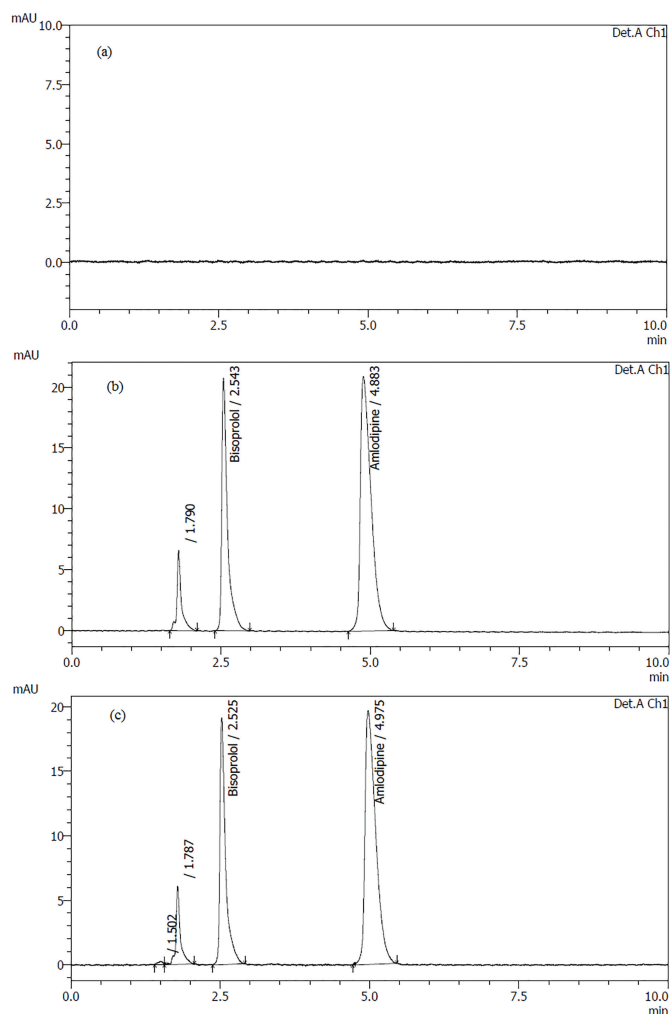 mAU
10.0
Det.A Ch1
(a)
7.5
5.0
2.5
0.0
0.0 2.5 5.0 7.5 10.0
min
mAU
Det.A Ch1
(b)
20
15
10
5
0
/ 1.790
Bisoprolol / 2.543
Amlodipine / 4.883
0.0 2.5 5.0 7.5 10.0
min
mAU
Det.A Ch1
(c)
20
15
10
5
0
/ 1.502
/ 1.787
Bisoprolol / 2.525
Amlodipine / 4.975
0.0 2.5 5.0 7.5 10.0
min